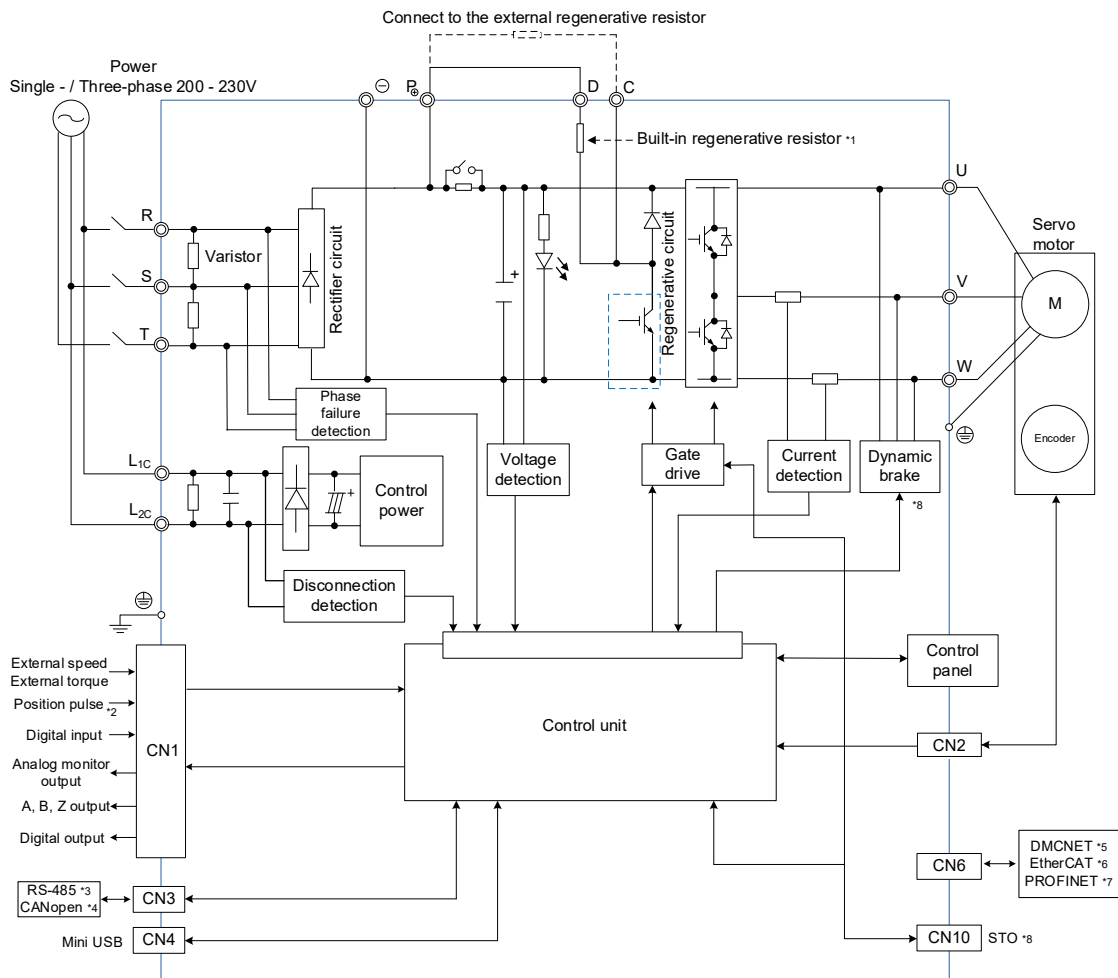 Connect to the external regenerative resistor
Power
Single - / Three-phase 200 - 230V
⊖
P⊕
D
C
Built-in regenerative resistor *1
U
R
Varistor
Rectifier circuit
Regenerative circuit
Servo
motor
S
V
M
T
W
Phase
failure
detection
Encoder
L1C
Voltage
detection
Gate
drive
Current
detection
Dynamic
brake
*8
+
+
Control
power
L2C
Disconnection
detection
External speed
External torque
Position pulse *2
Digital input
Analog monitor
output
A, B, Z output
Digital output
CN1
Control unit
Control
panel
CN2
RS-485 *3
CANopen *4
CN3
Mini USB
CN4
CN6
DMCNET *5
EtherCAT *6
PROFINET *7
CN10
STO *8